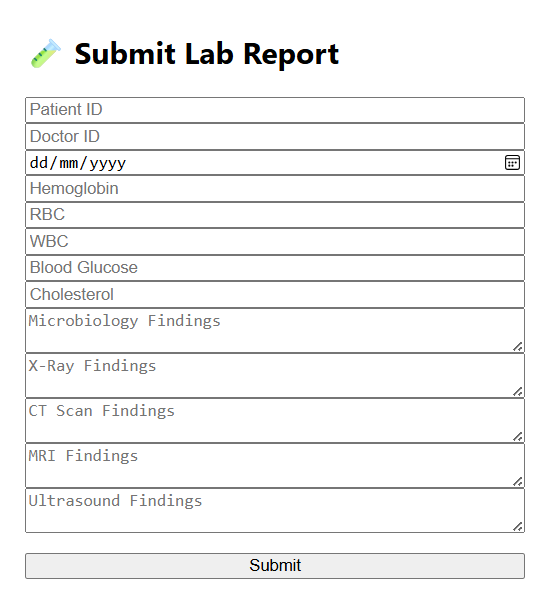 🧪 Submit Lab Report
Patient ID
Doctor ID
dd/mm/yyyy
Hemoglobin
RBC
WBC
Blood Glucose
Cholesterol
Microbiology Findings
X-Ray Findings
CT Scan Findings
MRI Findings
Ultrasound Findings
Submit